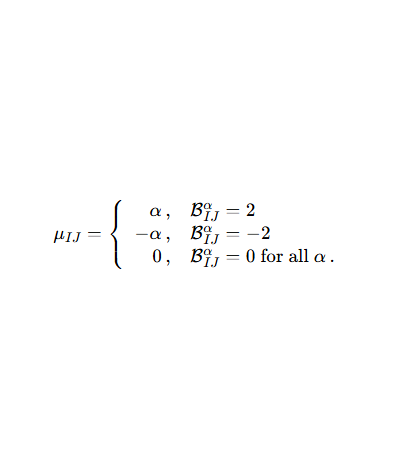 μ_{IJ} = { α , 𝓑^α_{IJ} = 2
−α , 𝓑^α_{IJ} = −2
0 , 𝓑^α_{IJ} = 0 for all α .